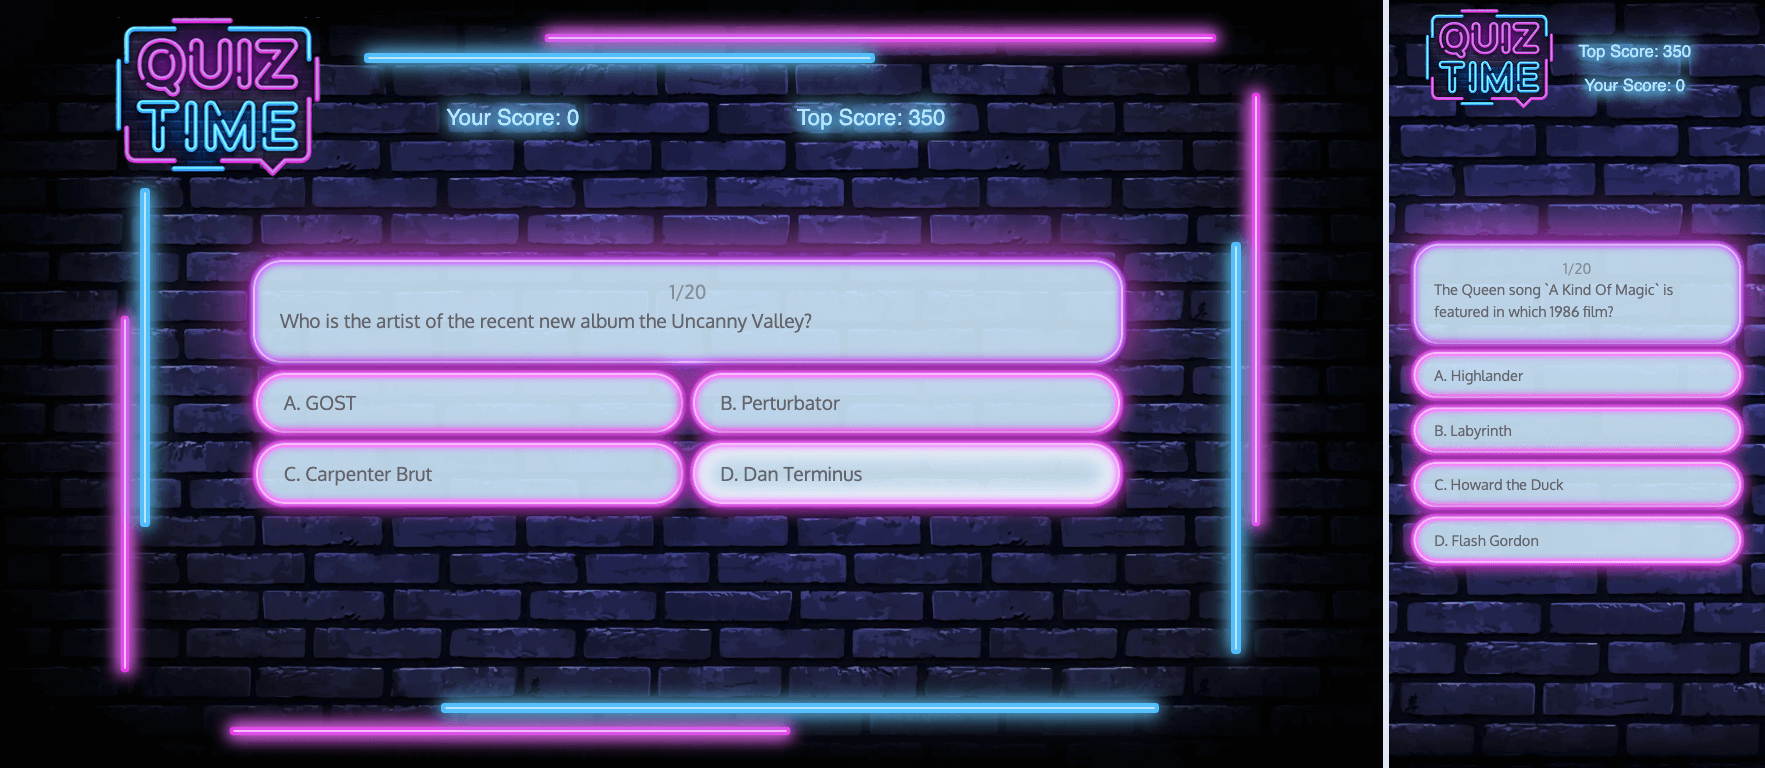 QUIZ
TIME
Your Score: 0
Top Score: 350
1/20
Who is the artist of the recent new album the Uncanny Valley?
A. GOST
B. Perturbator
C. Carpenter Brut
D. Dan Terminus
QUIZ
TIME
Top Score: 350
Your Score: 0
1/20
The Queen song `A Kind Of Magic` is
featured in which 1986 film?
A. Highlander
B. Labyrinth
C. Howard the Duck
D. Flash Gordon